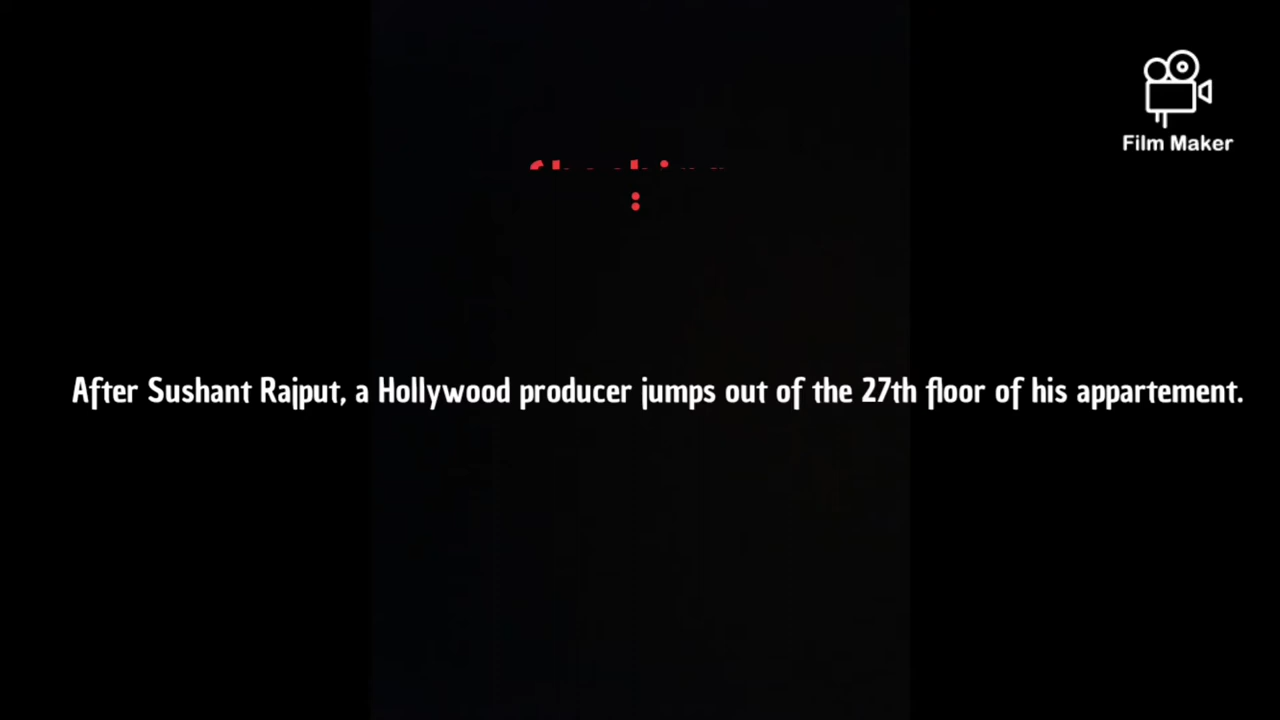 Film Maker
:
After Sushant Rajput, a Hollywood producer jumps out of the 27th floor of his appartement.